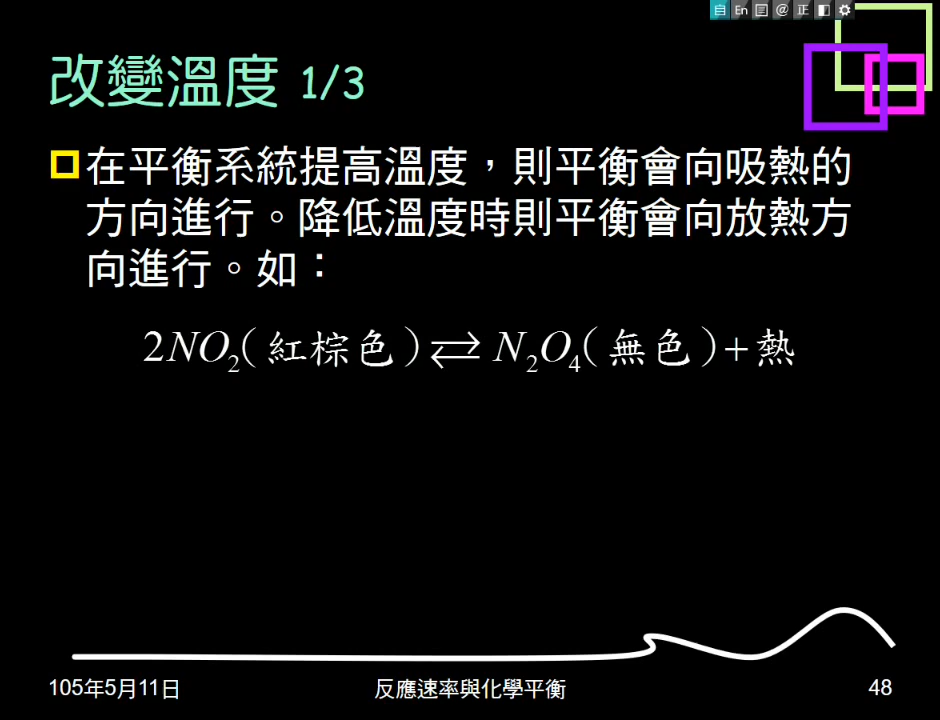 自 En @ 正
改變溫度 1/3
在平衡系統提高溫度，則平衡會向吸熱的
方向進行。降低溫度時則平衡會向放熱方
向進行。如：
2NO₂(紅棕色)⇄N₂O₄(無色)+熱
105年5月11日
反應速率與化學平衡
48